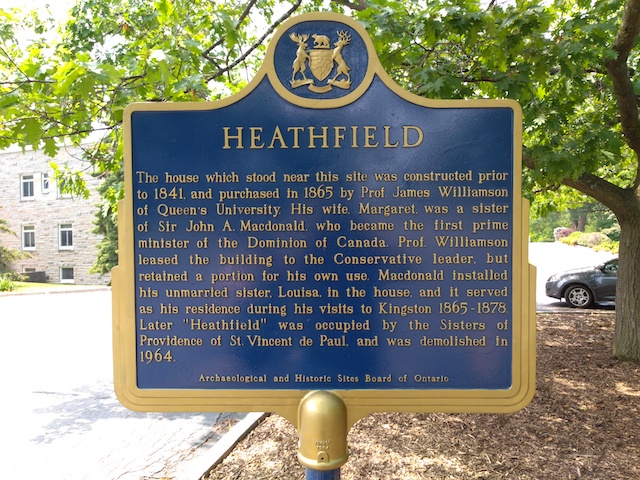 HEATHFIELD
The house which stood near this site was constructed prior
to 1841, and purchased in 1865 by Prof. James Williamson
of Queen's University. His wife, Margaret, was a sister
of Sir John A. Macdonald, who became the first prime
minister of the Dominion of Canada. Prof. Williamson
leased the building to the Conservative leader, but
retained a portion for his own use. Macdonald installed
his unmarried sister, Louisa, in the house, and it served
as his residence during his visits to Kingston 1865-1878.
Later "Heathfield" was occupied by the Sisters of
Providence of St. Vincent de Paul, and was demolished in
1964.
Archaeological and Historic Sites Board of Ontario